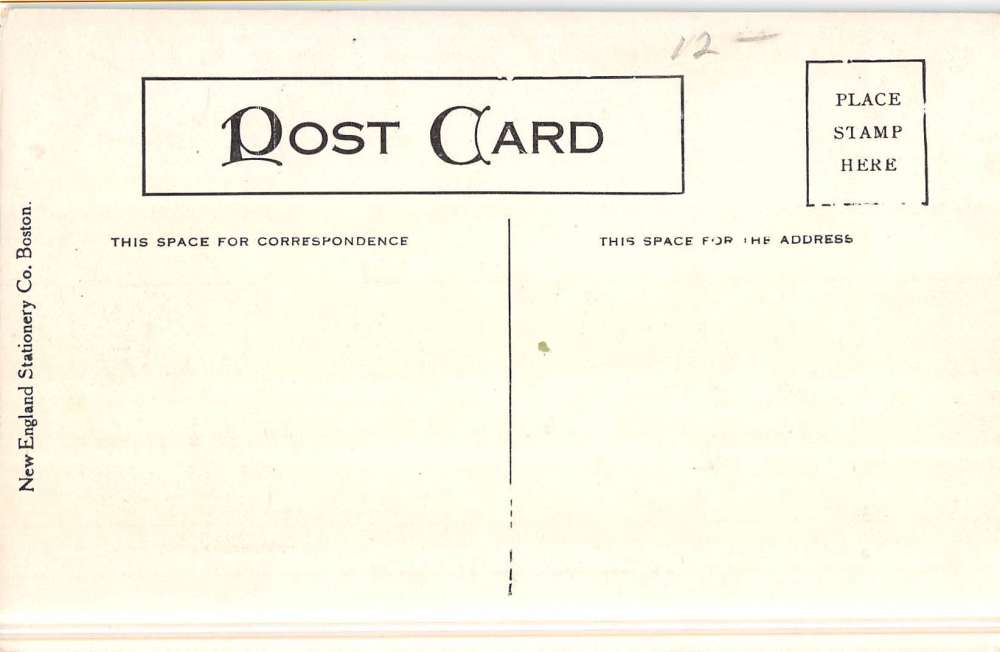 12 —
POST CARD
PLACE
STAMP
HERE
THIS SPACE FOR CORRESPONDENCE
THIS SPACE FOR THE ADDRESS
New England Stationery Co. Boston.